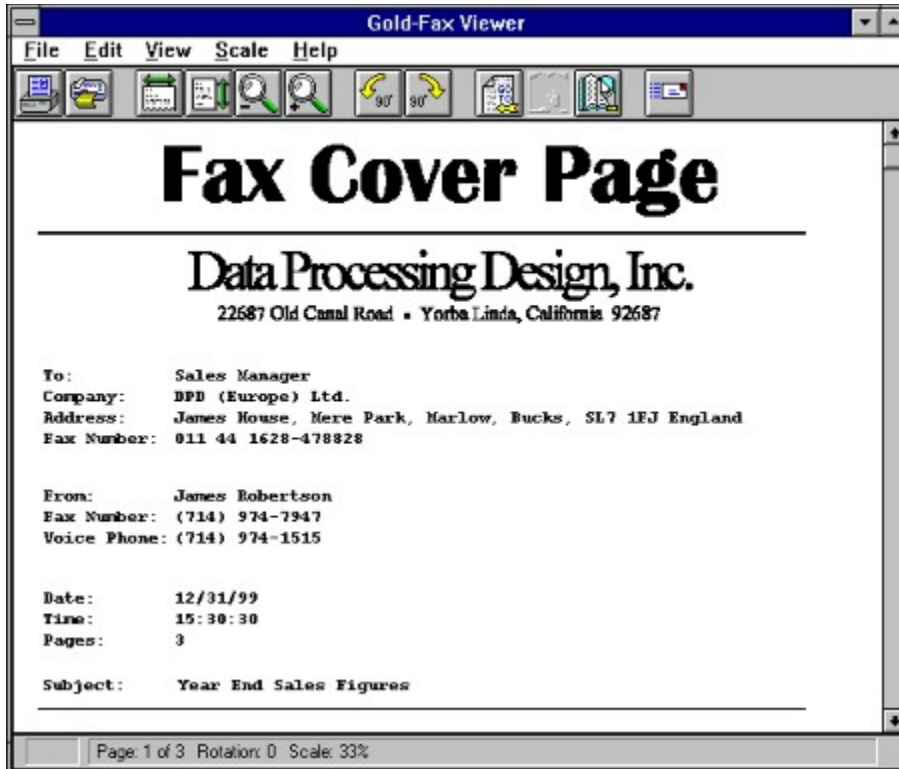 Gold-Fax Viewer
File Edit View Scale Help
90° 90°
Fax Cover Page
Data Processing Design, Inc.
22687 Old Canal Road ▪ Yorba Linda, California 92687
To: Sales Manager
Company: DPD (Europe) Ltd.
Address: James House, Mere Park, Marlow, Bucks, SL7 1FJ England
Fax Number: 011 44 1628-478828
From: James Robertson
Fax Number: (714) 974-7947
Voice Phone: (714) 974-1515
Date: 12/31/99
Time: 15:30:30
Pages: 3
Subject: Year End Sales Figures
Page: 1 of 3 Rotation: 0 Scale: 33%